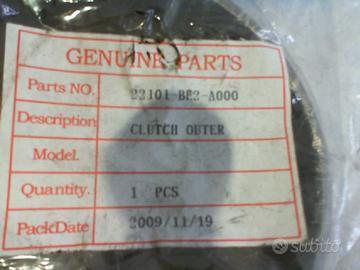 GENUINE PARTS
Parts NO. 22101-BE2-A000
Description CLUTCH OUTER
Model.
Quantity. 1 PCS
PackDate 2009/11/19
subito